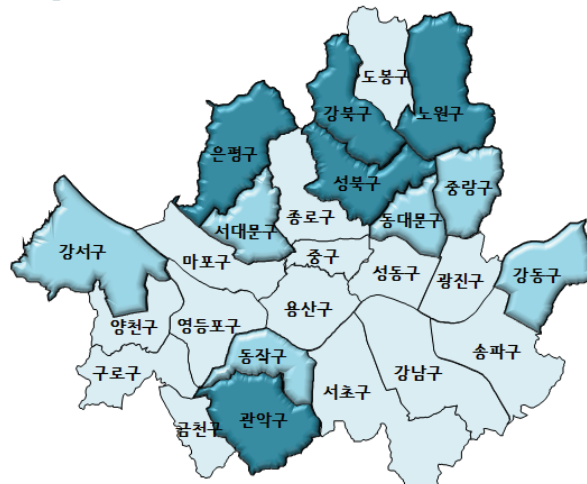 도봉구
강북구
노원구
은평구
성북구
중랑구
서대문구
종로구
동대문구
강서구
마포구
중구
성동구
광진구
강동구
양천구
영등포구
용산구
동작구
송파구
구로구
강남구
서초구
금천구
관악구